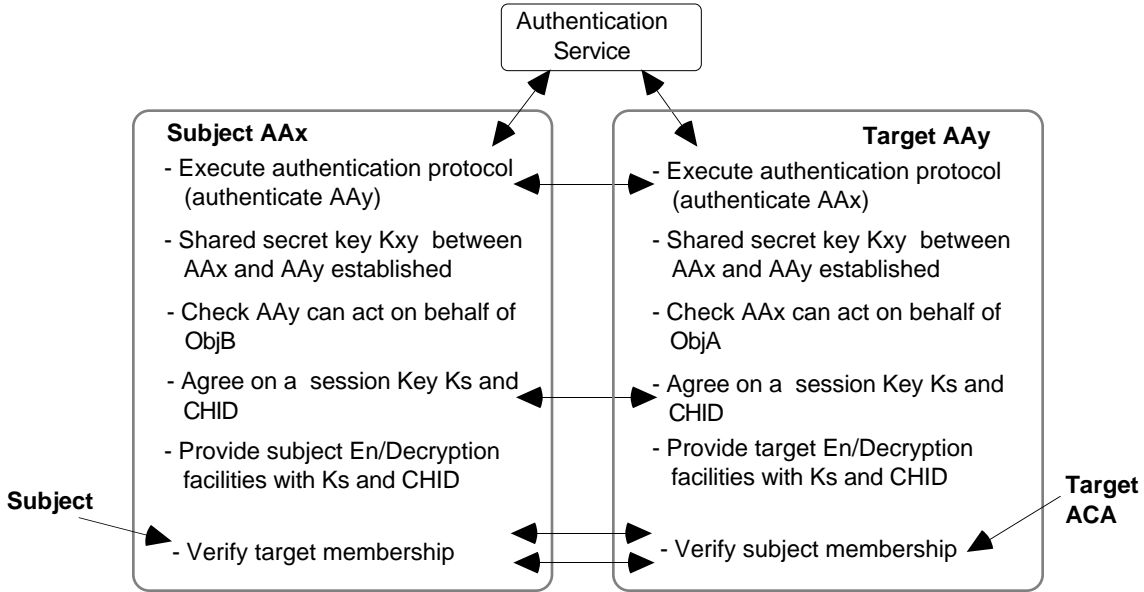 Authentication
Service
Subject AAx
- Execute authentication protocol
(authenticate AAy)
- Shared secret key Kxy between
AAx and AAy established
- Check AAy can act on behalf of
ObjB
- Agree on a session Key Ks and
CHID
- Provide subject En/Decryption
facilities with Ks and CHID
- Verify target membership
Target AAy
- Execute authentication protocol
(authenticate AAx)
- Shared secret key Kxy between
AAx and AAy established
- Check AAx can act on behalf of
ObjA
- Agree on a session Key Ks and
CHID
- Provide target En/Decryption
facilities with Ks and CHID
- Verify subject membership
Subject
Target
ACA